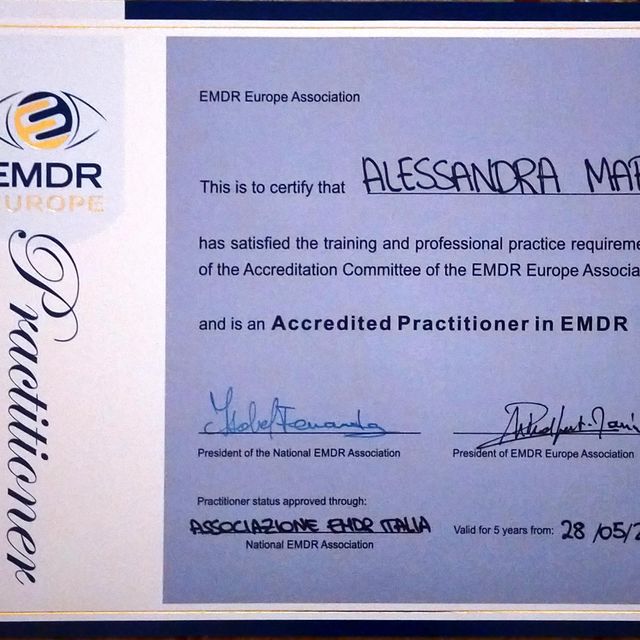 EMDR
EUROPE
Practitioner
EMDR Europe Association
This is to certify that ALESSANDRA
has satisfied the training and professional practice
of the Accreditation Committee of the EMDR Europe
and is an Accredited Practitioner in EMDR
President of the National EMDR Association
President of EMDR Europe Association
Practitioner status approved through:
ASSOCIAZIONE EMDR ITALIA
National EMDR Association
Valid for 5 years from: 28/05/